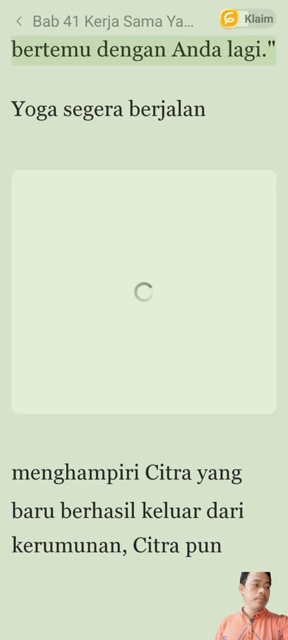 Bab 41 Kerja Sama Ya...
Klaim
bertemu dengan Anda lagi."
Yoga segera berjalan
menghampiri Citra yang
baru berhasil keluar dari
kerumunan, Citra pun